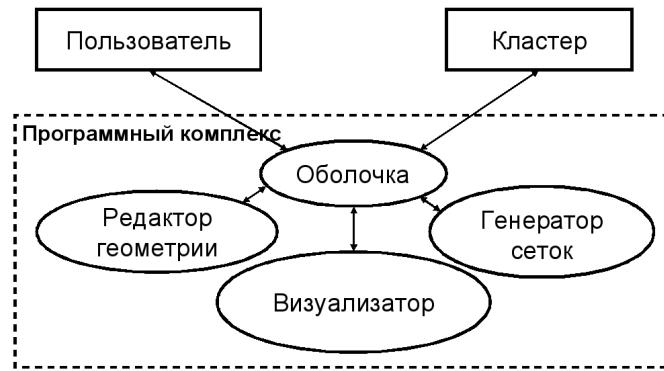 Пользователь
Кластер
Программный комплекс
Оболочка
Редактор
геометрии
Генератор
сеток
Визуализатор